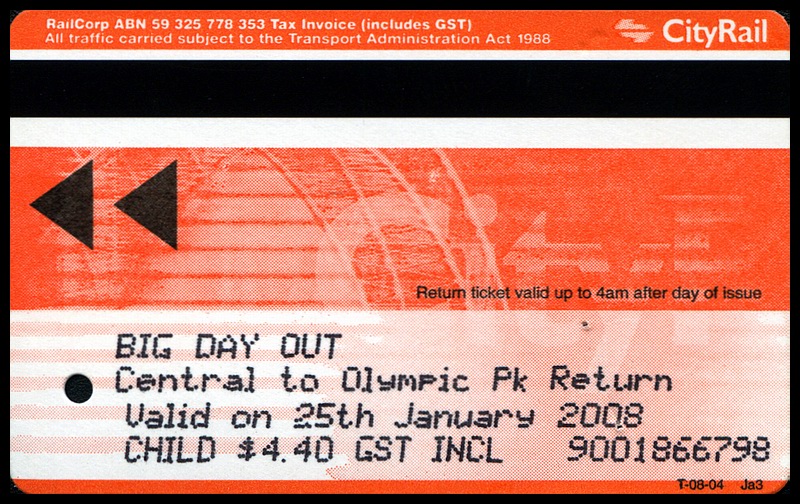 RailCorp ABN 59 325 778 353 Tax Invoice (includes GST)
All traffic carried subject to the Transport Administration Act 1988
CityRail
Return ticket valid up to 4am after day of issue
BIG DAY OUT
Central to Olympic Pk Return
Valid on 25th January 2008
CHILD $4.40 GST INCL 9001866798
T-08-04 Ja3